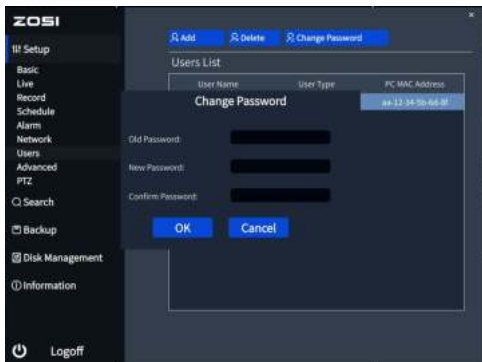 ZOSI
×
Setup
Basic
Live
Record
Schedule
Alarm
Network
Users
Advanced
PTZ
Search
Backup
Disk Management
Information
Logoff
Add Delete Change Password
Users List
User Name User Type PC MAC Address
Change Password
Old Password:
New Password:
Confirm Password:
OK Cancel